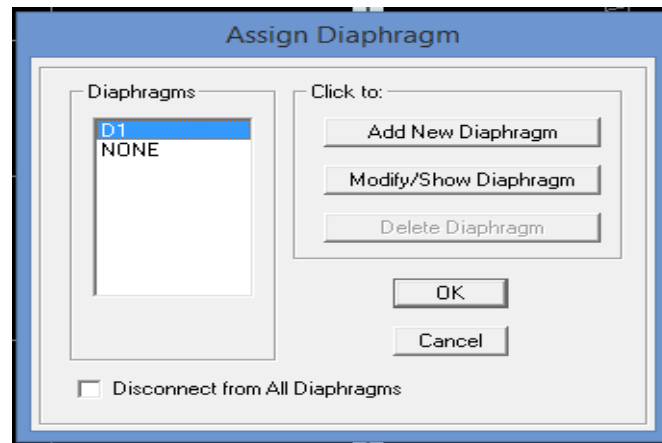 Assign Diaphragm
Diaphragms
D1
NONE
Click to:
Add New Diaphragm
Modify/Show Diaphragm
Delete Diaphragm
OK
Cancel
Disconnect from All Diaphragms